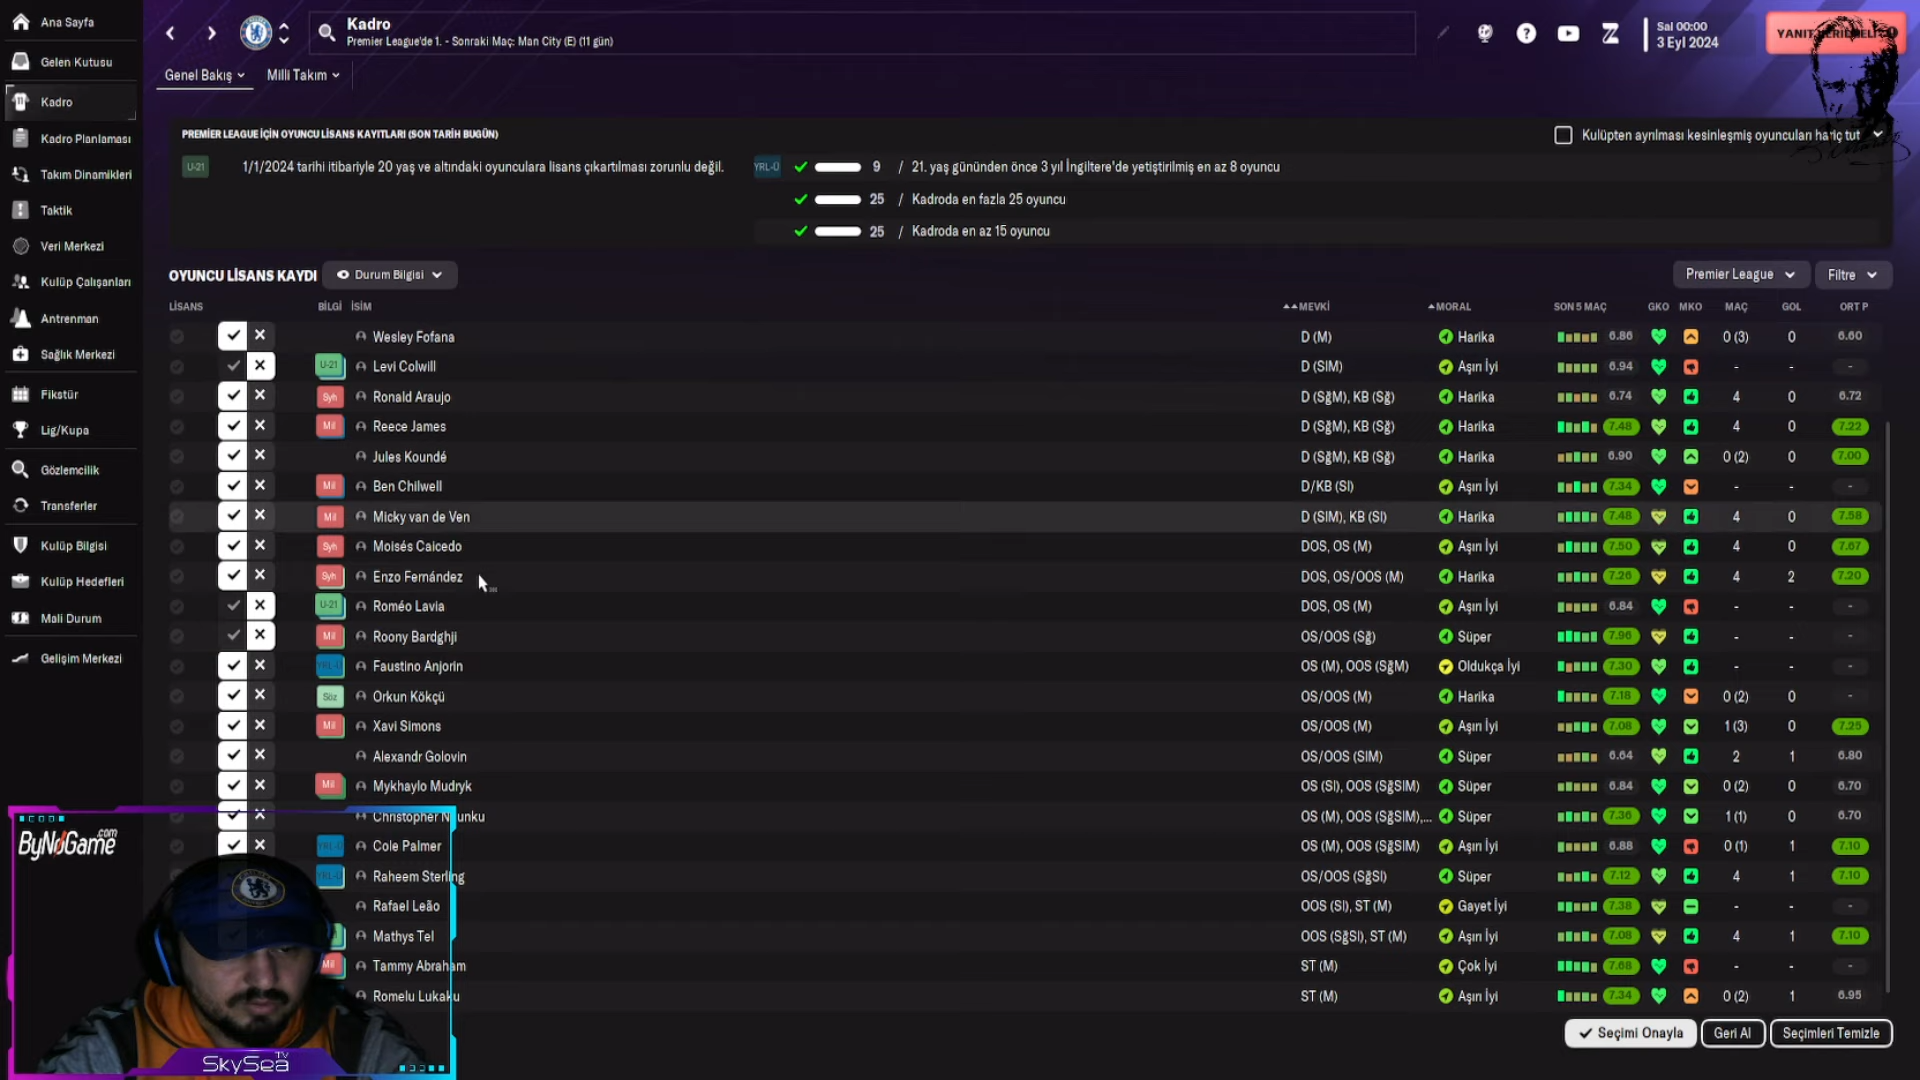 Ana Sayfa
Gelen Kutusu
Kadro
Kadro Planlaması
Takım Dinamikleri
Taktik
Veri Merkezi
Kulüp Çalışanları
Antrenman
Sağlık Merkezi
Fikstür
Lig/Kupa
Gözlemcilik
Transferler
Kulüp Bilgisi
Kulüp Hedefleri
Mali Durum
Gelişim Merkezi
Kadro
Premier League'de 1. - Sonraki Maç: Man City (E) (11 gün)
Sal 00:00
3 Eyl 2024
YANIT
Genel Bakış
Milli Takım
PREMIER LEAGUE İÇİN OYUNCU LİSANS KAYITLARI (SON TARİH BUGÜN)
Kulüpten ayrılması kesinleşmiş oyuncuları hariç tut
U-21 1/1/2024 tarihi itibariyle 20 yaş ve altındaki oyunculara lisans çıkartılması zorunlu değil.
YRL-Ü 9 / 21. yaş gününden önce 3 yıl İngiltere'de yetiştirilmiş en az 8 oyuncu
25 / Kadroda en fazla 25 oyuncu
25 / Kadroda en az 15 oyuncu
OYUNCU LİSANS KAYDI
Durum Bilgisi
Premier League
Filtre
LİSANS BİLGİ İSİM MEVKİ MORAL SON 5 MAÇ GKO MKO MAÇ GOL ORT P
Wesley Fofana D (M) Harika 6.86 0 (3) 0 6.60
U-21 Levi Colwill D (SlM) Aşırı İyi 6.94 - - -
Syh Ronald Araujo D (SğM), KB (Sğ) Harika 6.74 4 0 6.72
Mil Reece James D (SğM), KB (Sğ) Harika 7.48 4 0 7.22
Jules Koundé D (SğM), KB (Sğ) Harika 6.90 0 (2) 0 7.00
Mil Ben Chilwell D/KB (Sl) Aşırı İyi 7.34 - - -
Mil Micky van de Ven D (SlM), KB (Sl) Harika 7.48 4 0 7.58
Syh Moisés Caicedo DOS, OS (M) Aşırı İyi 7.50 4 0 7.67
Syh Enzo Fernández DOS, OS/OOS (M) Harika 7.26 4 2 7.20
U-21 Roméo Lavia DOS, OS (M) Aşırı İyi 6.84 - - -
Mil Roony Bardghji OS/OOS (Sğ) Süper 7.96 - - -
YRL-Ü Faustino Anjorin OS (M), OOS (SğM) Oldukça İyi 7.30 - - -
Söz Orkun Kökçü OS/OOS (M) Harika 7.18 0 (2) 0 -
Mil Xavi Simons OS/OOS (M) Aşırı İyi 7.08 1 (3) 0 7.25
Alexandr Golovin OS/OOS (SlM) Süper 6.64 2 1 6.80
Mil Mykhaylo Mudryk OS (Sl), OOS (SğSlM) Süper 6.84 0 (2) 0 6.70
Christopher OS (M), OOS (SğSlM),... Süper 7.36 1 (1) 0 6.70
YRL-Ü Cole Palmer OS (M), OOS (SğSlM) Aşırı İyi 6.88 0 (1) 1 7.10
YRL-Ü Raheem Sterling OS/OOS (SğSl) Süper 7.12 4 1 7.10
Rafael Leão OOS (Sl), ST (M) Gayet İyi 7.38 - - -
Mathys Tel OOS (SğSl), ST (M) Aşırı İyi 7.08 4 1 7.10
Mil Tammy Abraham ST (M) Çok İyi 7.68 - - -
Romelu Lukaku ST (M) Aşırı İyi 7.34 0 (2) 1 6.95
ByNoGame.com
SkySea TV
Seçimi Onayla
Geri Al
Seçimleri Temizle